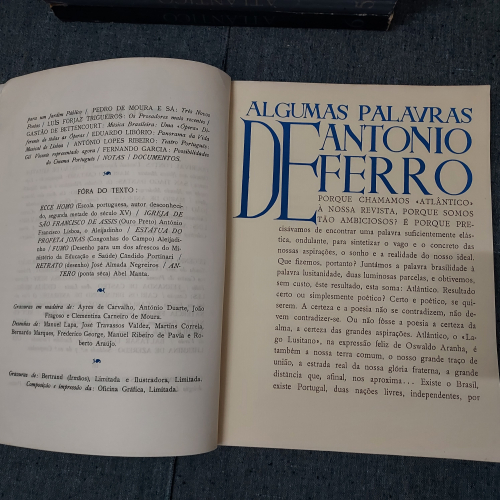 para um Jardim Público / PEDRO DE MOURA E SÁ: Três Novos
Poetas / LUÍS FORJAZ TRIGUEIROS: Os Prosadores mais recentes /
GASTÃO DE BETTENCOURT: Música Brasileira: Uma «Ópera» Di-
ferente de todas as Óperas / EDUARDO LIBÓRIO: Panorama da Vida
Musical de Lisboa / ANTÓNIO LOPES RIBEIRO: Teatro Português:
Gil Vicente representado agora / FERNANDO GARCIA: Possibilidades
do Cinema Português / NOTAS / DOCUMENTOS.
FÓRA DO TEXTO :
ECCE HOMO (Escola portuguesa, autor desconheci-
do, segunda metade do século XV) / IGREJA DE
SÃO FRANCISCO DE ASSIS (Ouro Preto) António
Francisco Lisboa, o Aleijadinho / ESTATUA DO
PROFETA JONAS (Congonhas do Campo) Aleijadi-
nho / FUMO (Desenho para um dos afrescos do Mi-
nistério da Educação e Saúde) Candido Portinari /
RETRATO (desenho) José Almada Negreiros / AN-
TERO (ponta seca) Abel Manta.
Gravuras em madeira de: Ayres de Carvalho, António Duarte, João
Fragoso e Clementina Carneiro de Moura.
Desenhos de: Manuel Lapa, José Travassos Valdez, Martins Correia,
Bernardo Marques, Frederico George, Manuel Ribeiro de Pavia e Ro-
berto Araújo.
Gravuras de: Bertrand (Irmãos), Limitada e Ilustradora, Limitada.
Composição e impressão da: Oficina Gráfica, Limitada.
ALGUMAS PALAVRAS
DE ANTONIO
FERRO
PORQUE CHAMAMOS «ATLÂNTICO»
À NOSSA REVISTA, PORQUE SOMOS
TÃO AMBICIOSOS? É PORQUE PRE-
cisávamos de encontrar uma palavra suficientemente elás-
tica, ondulante, para sintetizar o vago e o concreto das
nossas aspirações, o sonho e a realidade do nosso ideal.
Que fizemos, portanto? Juntámos a palavra brasilidade à
palavra lusitanidade, duas luminosas parcelas, e obtivemos,
sem custo, êste resultado, esta soma: Atlântico. Resultado
certo ou simplesmente poético? Certo e poético, se qui-
serem. A certeza e a poesia não se contradizem, não de-
vem contradizer-se. Ou não fôsse a poesia a certeza da
alma, a certeza das grandes aspirações. Atlântico, o «La-
go Lusitano», na expressão feliz de Oswaldo Aranha, é
também a nossa terra comum, o nosso grande traço de
união, a estrada real da nossa glória fraterna, a grande
distância que, afinal, nos aproxima... Existe o Brasil,
existe Portugal, duas nações livres, independentes, por